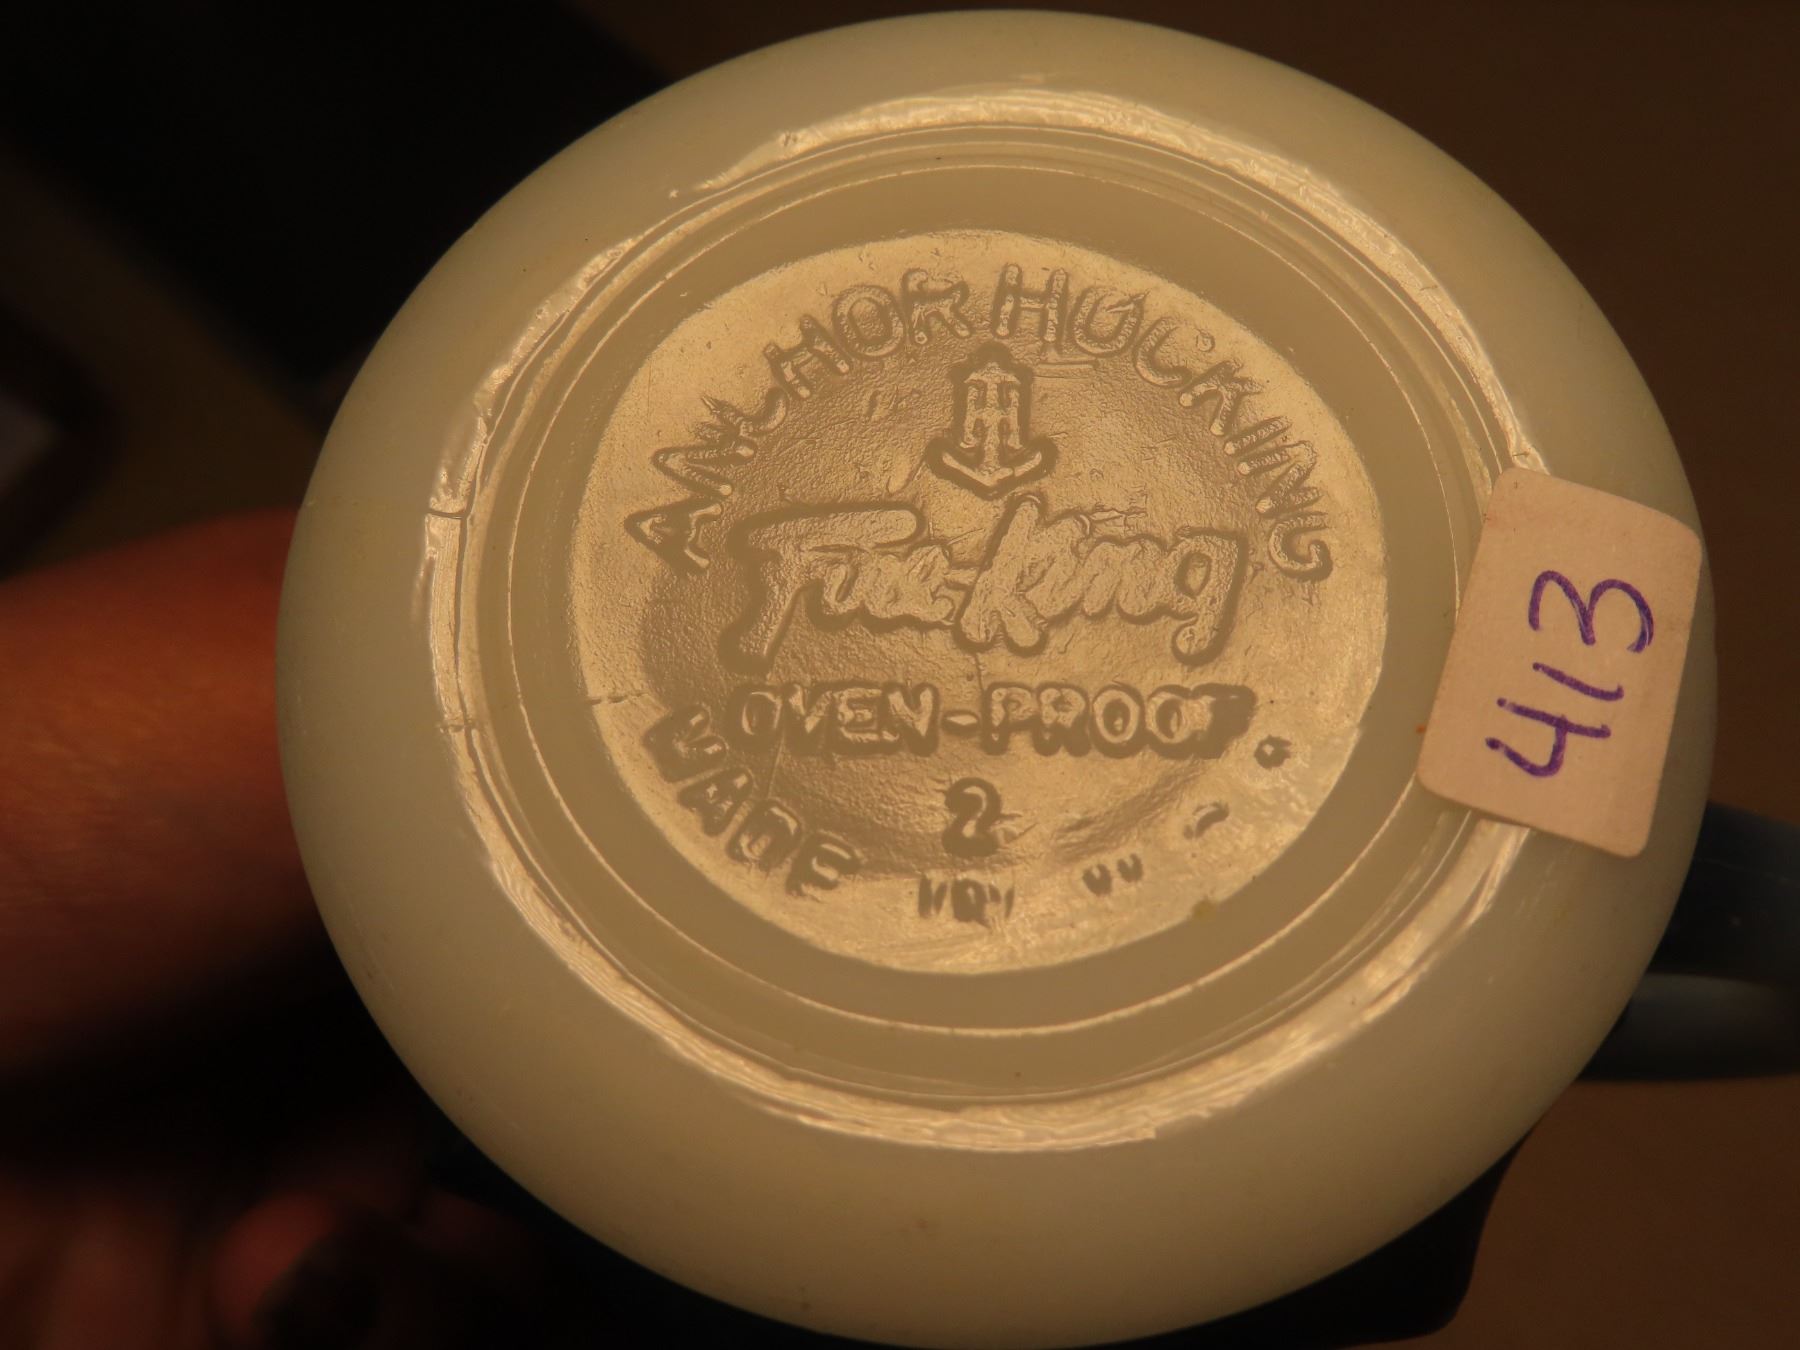 ANCHOR HOCKING
Fire-King
OVEN-PROOF
2
MADE
413